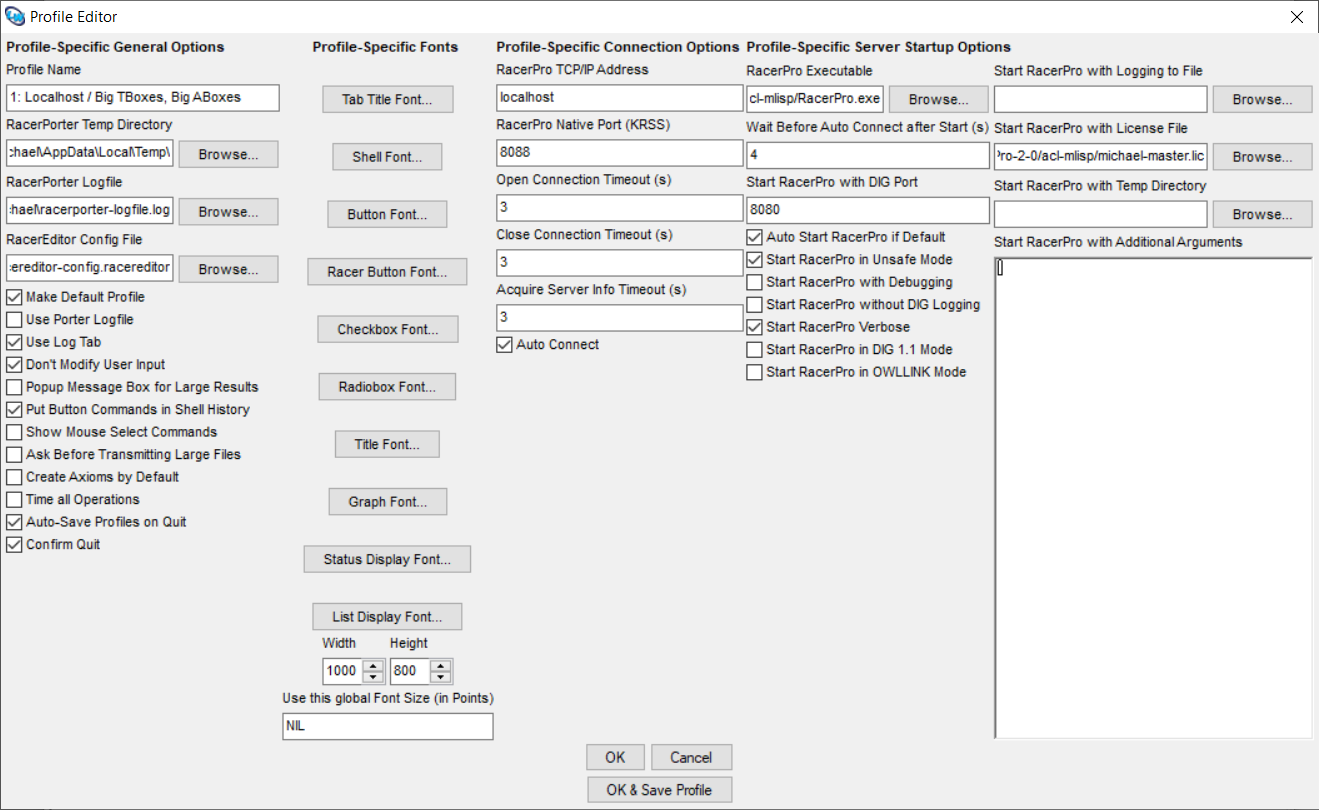 Profile Editor
Profile-Specific General Options
Profile Name
1: Localhost / Big TBoxes, Big ABoxes
RacerPorter Temp Directory
chael\AppData\Local\Temp\
Browse...
RacerPorter Logfile
chael\racerporter-logfile.log
Browse...
RacerEditor Config File
cereditor-config.racereditor
Browse...
Make Default Profile
Use Porter Logfile
Use Log Tab
Don't Modify User Input
Popup Message Box for Large Results
Put Button Commands in Shell History
Show Mouse Select Commands
Ask Before Transmitting Large Files
Create Axioms by Default
Time all Operations
Auto-Save Profiles on Quit
Confirm Quit
Profile-Specific Fonts
Tab Title Font...
Shell Font...
Button Font...
Racer Button Font...
Checkbox Font...
Radiobox Font...
Title Font...
Graph Font...
Status Display Font...
List Display Font...
Width Height
1000 800
Use this global Font Size (in Points)
NIL
Profile-Specific Connection Options
RacerPro TCP/IP Address
localhost
RacerPro Native Port (KRSS)
8088
Open Connection Timeout (s)
3
Close Connection Timeout (s)
3
Acquire Server Info Timeout (s)
3
Auto Connect
Profile-Specific Server Startup Options
RacerPro Executable
cl-mlisp/RacerPro.exe
Browse...
Wait Before Auto Connect after Start (s)
4
Start RacerPro with DIG Port
8080
Auto Start RacerPro if Default
Start RacerPro in Unsafe Mode
Start RacerPro with Debugging
Start RacerPro without DIG Logging
Start RacerPro Verbose
Start RacerPro in DIG 1.1 Mode
Start RacerPro in OWLLINK Mode
Start RacerPro with Logging to File
Browse...
Start RacerPro with License File
Pro-2-0/acl-mlisp/michael-master.lic
Browse...
Start RacerPro with Temp Directory
Browse...
Start RacerPro with Additional Arguments
OK
Cancel
OK & Save Profile